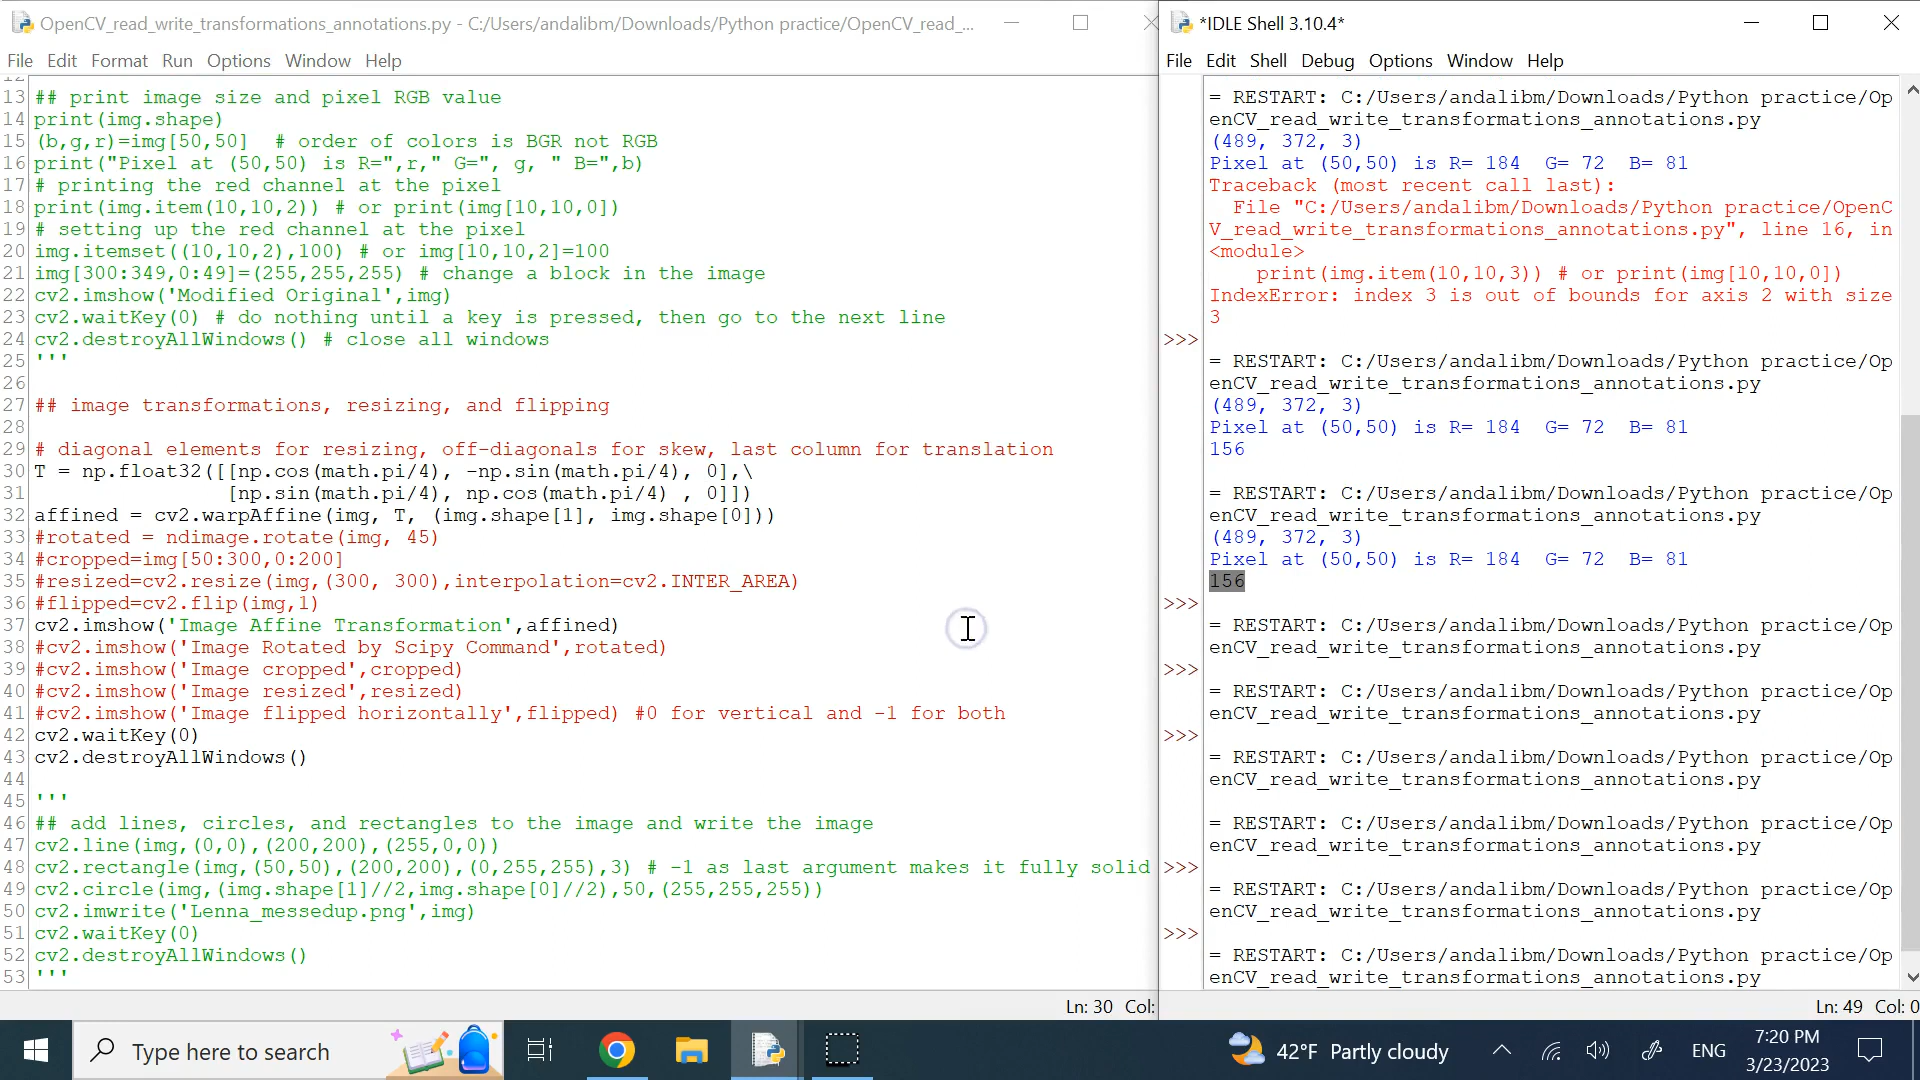 OpenCV_read_write_transformations_annotations.py - C:/Users/andalibm/Downloads/Python practice/OpenCV_read_...
File Edit Format Run Options Window Help
13 ## print image size and pixel RGB value
14 print(img.shape)
15 (b,g,r)=img[50,50]  # order of colors is BGR not RGB
16 print("Pixel at (50,50) is R=",r," G=", g, " B=",b)
17 # printing the red channel at the pixel
18 print(img.item(10,10,2)) # or print(img[10,10,0])
19 # setting up the red channel at the pixel
20 img.itemset((10,10,2),100) # or img[10,10,2]=100
21 img[300:349,0:49]=(255,255,255) # change a block in the image
22 cv2.imshow('Modified Original',img)
23 cv2.waitKey(0) # do nothing until a key is pressed, then go to the next line
24 cv2.destroyAllWindows() # close all windows
25 '''
26
27 ## image transformations, resizing, and flipping
28
29 # diagonal elements for resizing, off-diagonals for skew, last column for translation
30 T = np.float32([[np.cos(math.pi/4), -np.sin(math.pi/4), 0],\
31                 [np.sin(math.pi/4), np.cos(math.pi/4) , 0]])
32 affined = cv2.warpAffine(img, T, (img.shape[1], img.shape[0]))
33 #rotated = ndimage.rotate(img, 45)
34 #cropped=img[50:300,0:200]
35 #resized=cv2.resize(img,(300, 300),interpolation=cv2.INTER_AREA)
36 #flipped=cv2.flip(img,1)
37 cv2.imshow('Image Affine Transformation',affined)
38 #cv2.imshow('Image Rotated by Scipy Command',rotated)
39 #cv2.imshow('Image cropped',cropped)
40 #cv2.imshow('Image resized',resized)
41 #cv2.imshow('Image flipped horizontally',flipped) #0 for vertical and -1 for both
42 cv2.waitKey(0)
43 cv2.destroyAllWindows()
44
45 '''
46 ## add lines, circles, and rectangles to the image and write the image
47 cv2.line(img,(0,0),(200,200),(255,0,0))
48 cv2.rectangle(img,(50,50),(200,200),(0,255,255),3) # -1 as last argument makes it fully solid
49 cv2.circle(img,(img.shape[1]//2,img.shape[0]//2),50,(255,255,255))
50 cv2.imwrite('Lenna_messedup.png',img)
51 cv2.waitKey(0)
52 cv2.destroyAllWindows()
53 '''
Ln: 30 Col:
*IDLE Shell 3.10.4*
File Edit Shell Debug Options Window Help
= RESTART: C:/Users/andalibm/Downloads/Python practice/Op
enCV_read_write_transformations_annotations.py
(489, 372, 3)
Pixel at (50,50) is R= 184  G= 72  B= 81
Traceback (most recent call last):
  File "C:/Users/andalibm/Downloads/Python practice/OpenC
V_read_write_transformations_annotations.py", line 16, in
<module>
    print(img.item(10,10,3)) # or print(img[10,10,0])
IndexError: index 3 is out of bounds for axis 2 with size
3
>>>
= RESTART: C:/Users/andalibm/Downloads/Python practice/Op
enCV_read_write_transformations_annotations.py
(489, 372, 3)
Pixel at (50,50) is R= 184  G= 72  B= 81
156
= RESTART: C:/Users/andalibm/Downloads/Python practice/Op
enCV_read_write_transformations_annotations.py
(489, 372, 3)
Pixel at (50,50) is R= 184  G= 72  B= 81
156
>>>
= RESTART: C:/Users/andalibm/Downloads/Python practice/Op
enCV_read_write_transformations_annotations.py
>>>
= RESTART: C:/Users/andalibm/Downloads/Python practice/Op
enCV_read_write_transformations_annotations.py
>>>
= RESTART: C:/Users/andalibm/Downloads/Python practice/Op
enCV_read_write_transformations_annotations.py
= RESTART: C:/Users/andalibm/Downloads/Python practice/Op
enCV_read_write_transformations_annotations.py
>>>
= RESTART: C:/Users/andalibm/Downloads/Python practice/Op
enCV_read_write_transformations_annotations.py
>>>
= RESTART: C:/Users/andalibm/Downloads/Python practice/Op
enCV_read_write_transformations_annotations.py
Ln: 49 Col: 0
Type here to search
42°F Partly cloudy
ENG
7:20 PM
3/23/2023